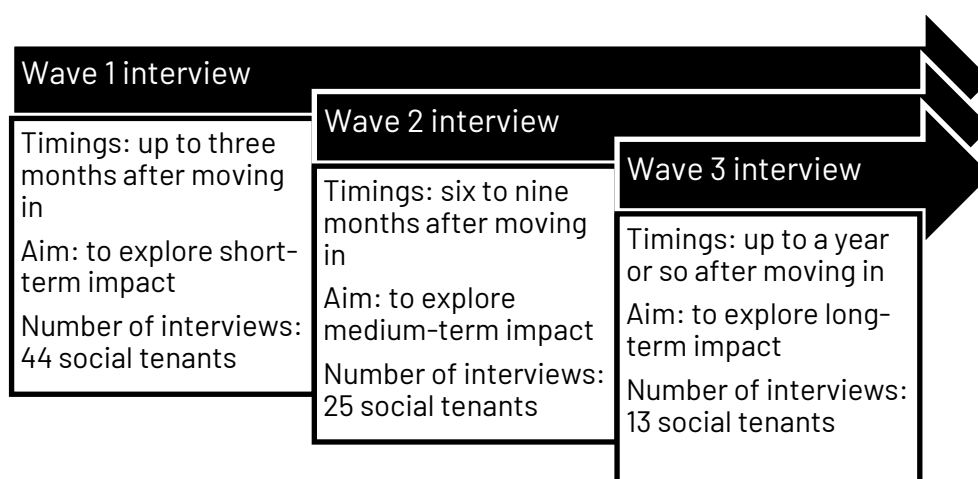 Wave 1 interview
Timings: up to three
months after moving
in
Aim: to explore short-
term impact
Number of interviews:
44 social tenants
Wave 2 interview
Timings: six to nine
months after moving
in
Aim: to explore
medium-term impact
Number of interviews:
25 social tenants
Wave 3 interview
Timings: up to a year
or so after moving in
Aim: to explore long-
term impact
Number of interviews:
13 social tenants